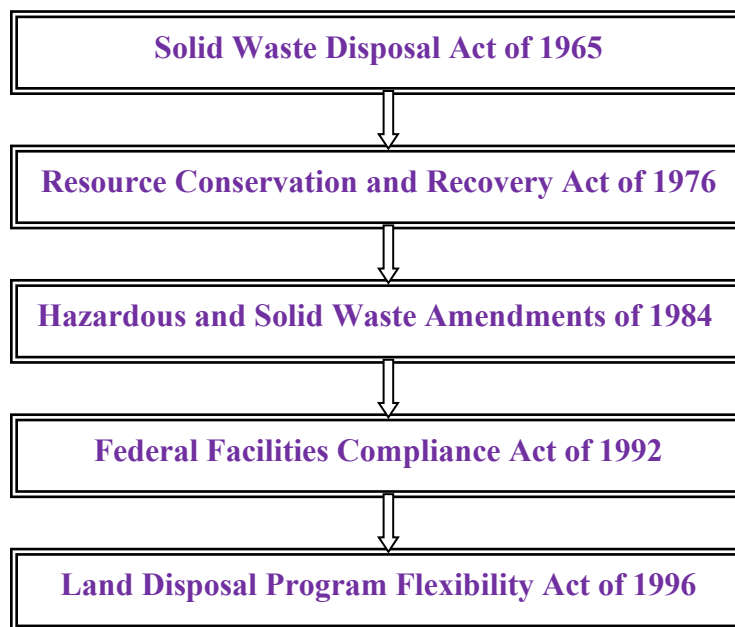 Solid Waste Disposal Act of 1965
Resource Conservation and Recovery Act of 1976
Hazardous and Solid Waste Amendments of 1984
Federal Facilities Compliance Act of 1992
Land Disposal Program Flexibility Act of 1996